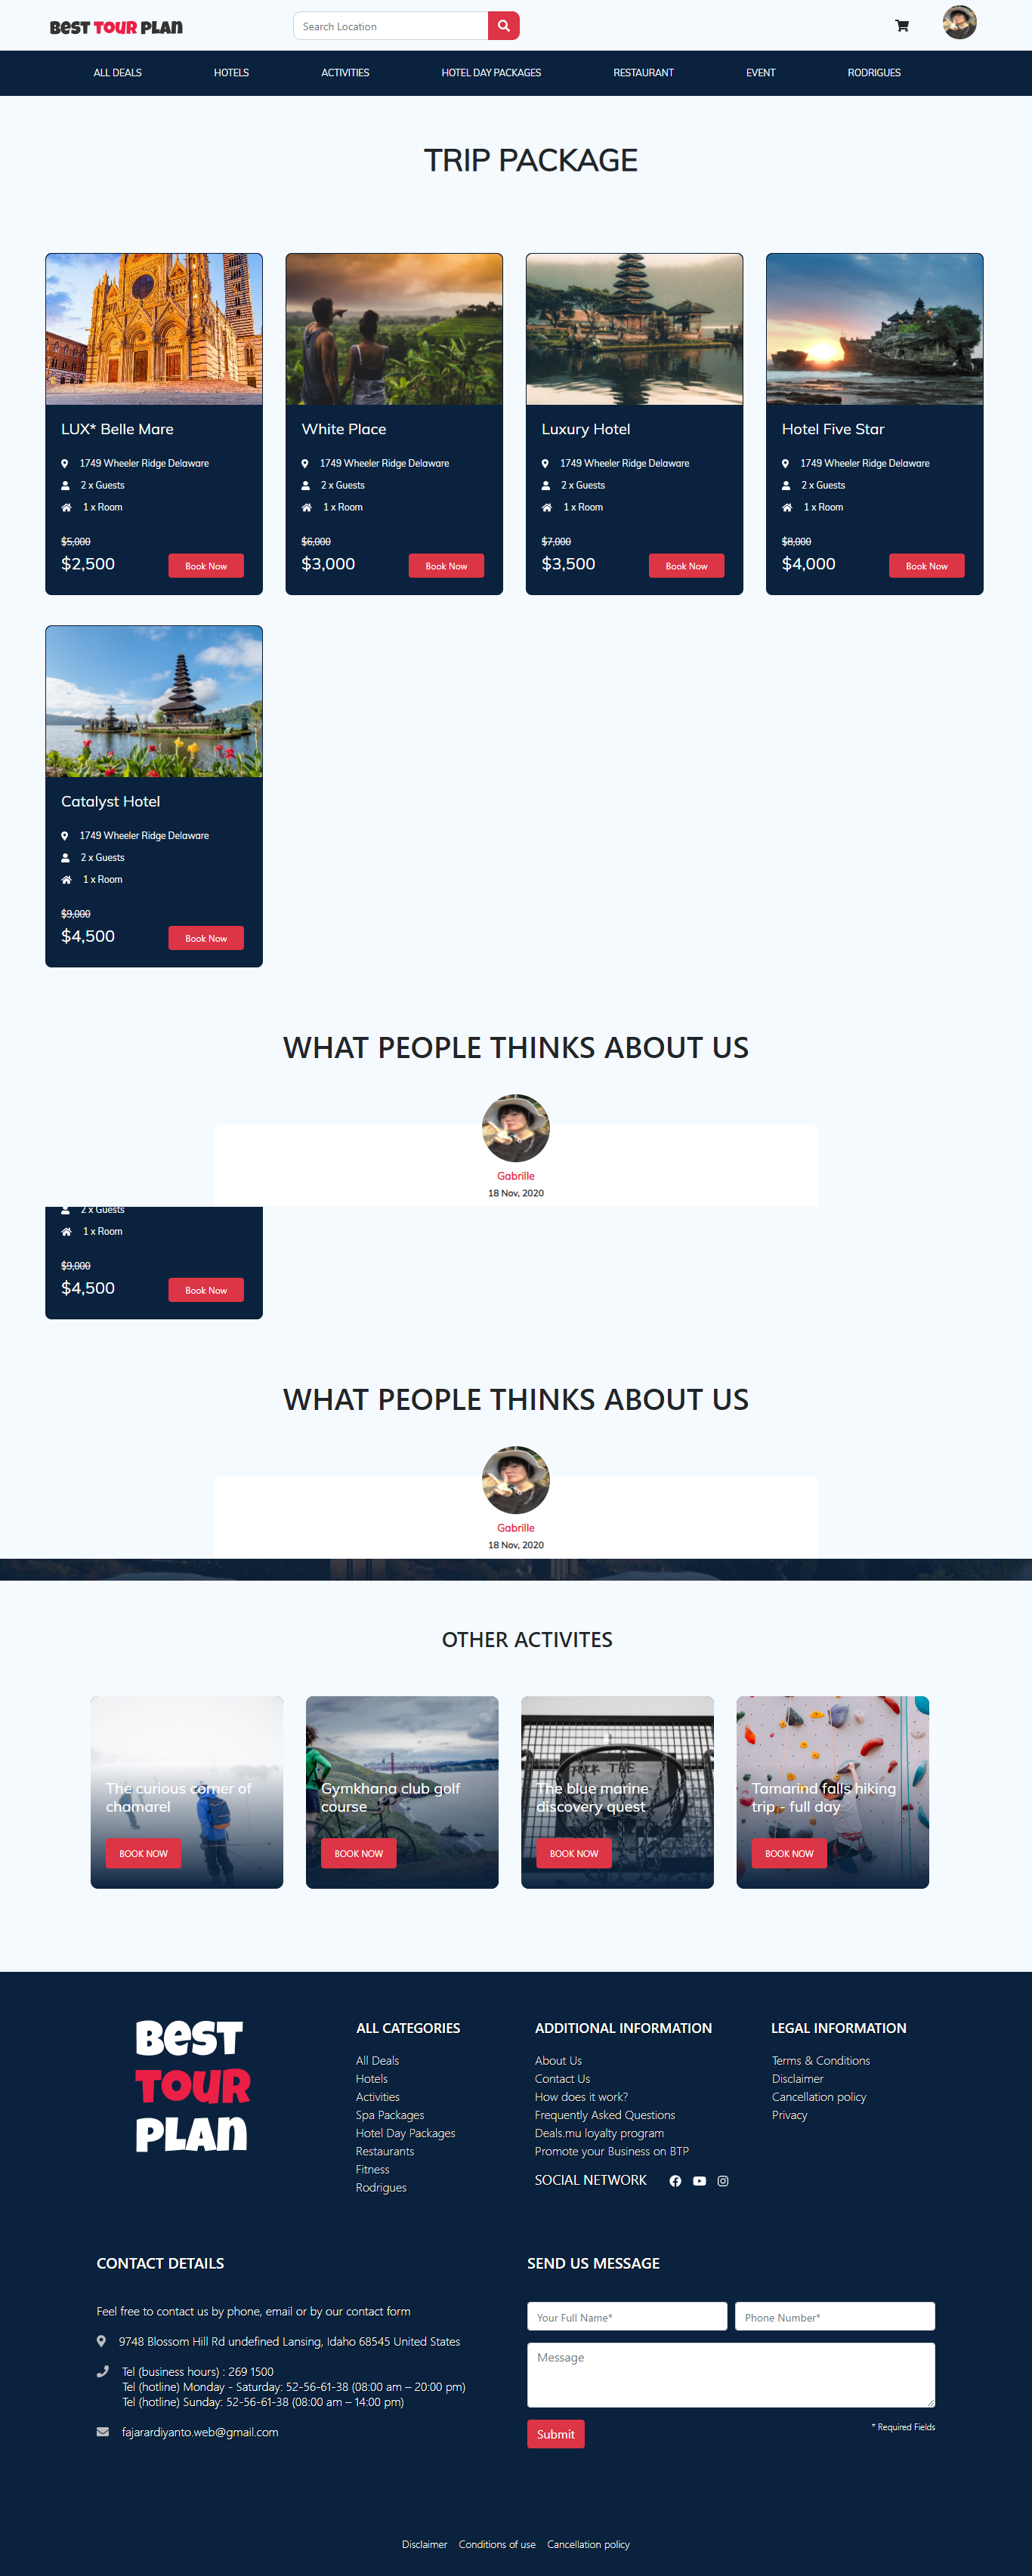 BEST TOUR PLAN
Search Location
ALL DEALS HOTELS ACTIVITIES HOTEL DAY PACKAGES RESTAURANT EVENT RODRIGUES
TRIP PACKAGE
LUX* Belle Mare
1749 Wheeler Ridge Delaware
2 x Guests
1 x Room
$5,000
$2,500
Book Now
White Place
1749 Wheeler Ridge Delaware
2 x Guests
1 x Room
$6,000
$3,000
Book Now
Luxury Hotel
1749 Wheeler Ridge Delaware
2 x Guests
1 x Room
$7,000
$3,500
Book Now
Hotel Five Star
1749 Wheeler Ridge Delaware
2 x Guests
1 x Room
$8,000
$4,000
Book Now
Catalyst Hotel
1749 Wheeler Ridge Delaware
2 x Guests
1 x Room
$9,000
$4,500
Book Now
WHAT PEOPLE THINKS ABOUT US
Gabrille
18 Nov, 2020
2 x Guests
1 x Room
$9,000
$4,500
Book Now
WHAT PEOPLE THINKS ABOUT US
Gabrille
18 Nov, 2020
OTHER ACTIVITES
The curious corner of
chamarel
BOOK NOW
Gymkhana club golf
course
BOOK NOW
The blue marine
discovery quest
BOOK NOW
Tamarind falls hiking
trip - full day
BOOK NOW
BEST
TOUR
PLAN
ALL CATEGORIES
All Deals
Hotels
Activities
Spa Packages
Hotel Day Packages
Restaurants
Fitness
Rodrigues
ADDITIONAL INFORMATION
About Us
Contact Us
How does it work?
Frequently Asked Questions
Deals.mu loyalty program
Promote your Business on BTP
SOCIAL NETWORK
LEGAL INFORMATION
Terms & Conditions
Disclaimer
Cancellation policy
Privacy
CONTACT DETAILS
Feel free to contact us by phone, email or by our contact form
9748 Blossom Hill Rd undefined Lansing, Idaho 68545 United States
Tel (business hours) : 269 1500
Tel (hotline) Monday - Saturday: 52-56-61-38 (08:00 am – 20:00 pm)
Tel (hotline) Sunday: 52-56-61-38 (08:00 am – 14:00 pm)
fajarardiyanto.web@gmail.com
SEND US MESSAGE
Your Full Name*
Phone Number*
Message
Submit
* Required Fields
Disclaimer Conditions of use Cancellation policy